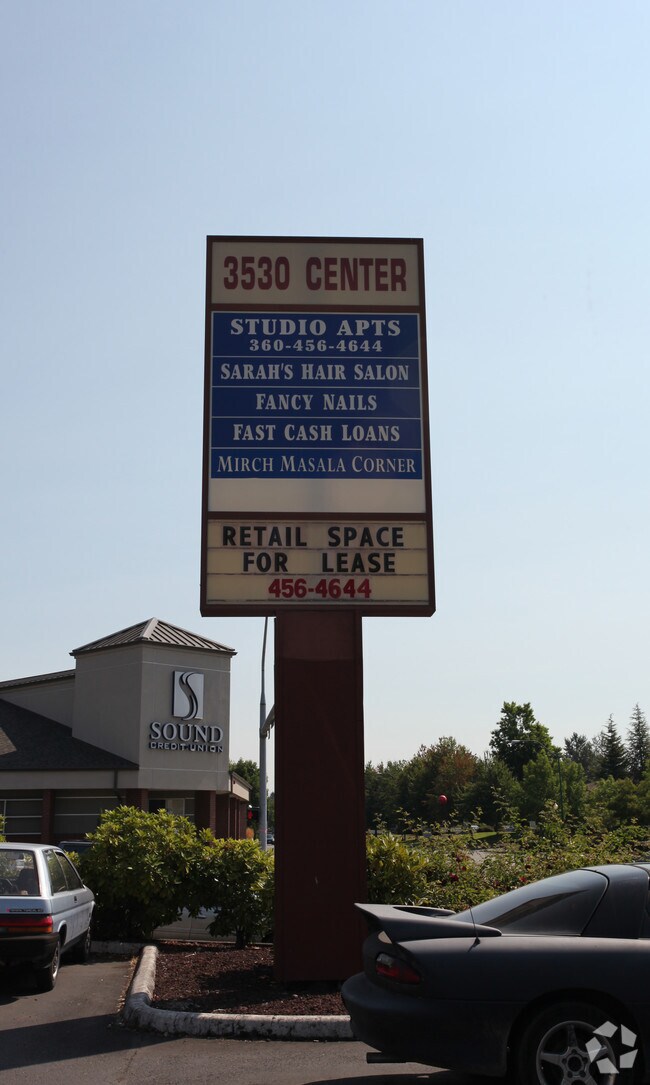 3530 CENTER
STUDIO APTS
360-456-4644
SARAH'S HAIR SALON
FANCY NAILS
FAST CASH LOANS
MIRCH MASALA CORNER
RETAIL SPACE
FOR LEASE
456-4644
SOUND
CREDIT UNION